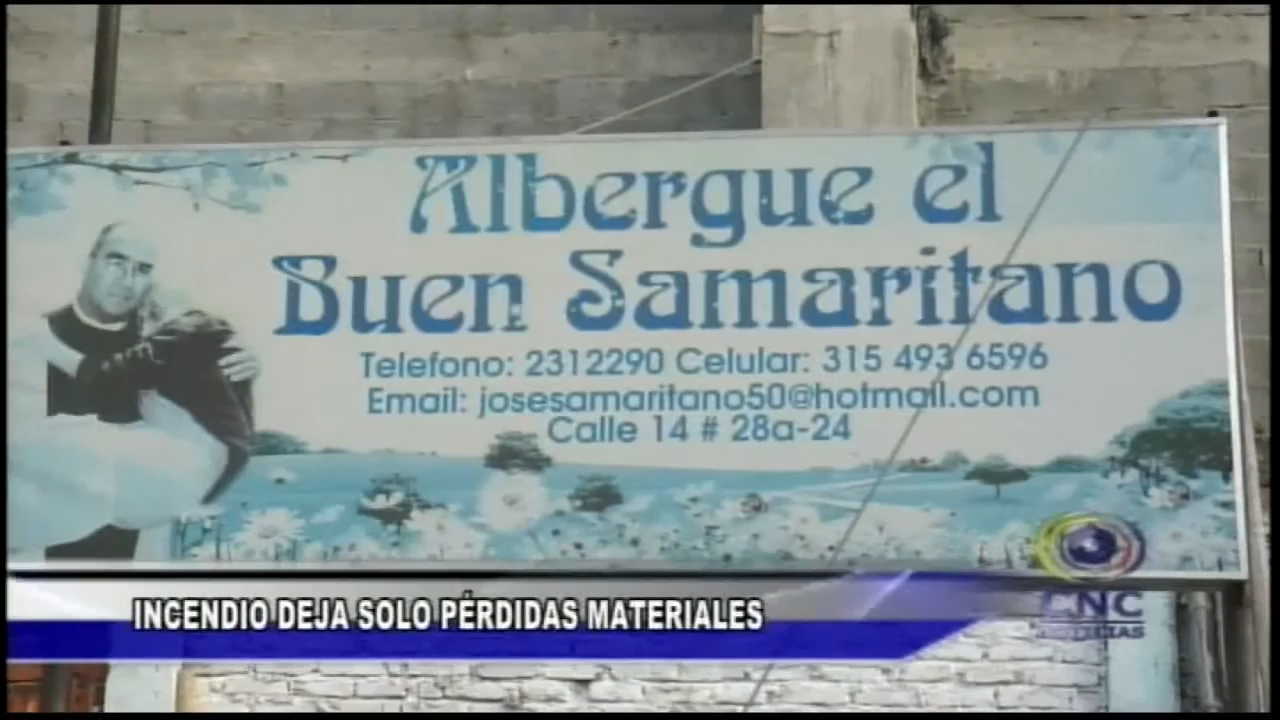 Albergue el
Buen Samaritano
Telefono: 2312290 Celular: 315 493 6596
Email: josesamaritano50@hotmail.com
Calle 14 # 28a-24
INCENDIO DEJA SOLO PÉRDIDAS MATERIALES
CNC
NOTICIAS